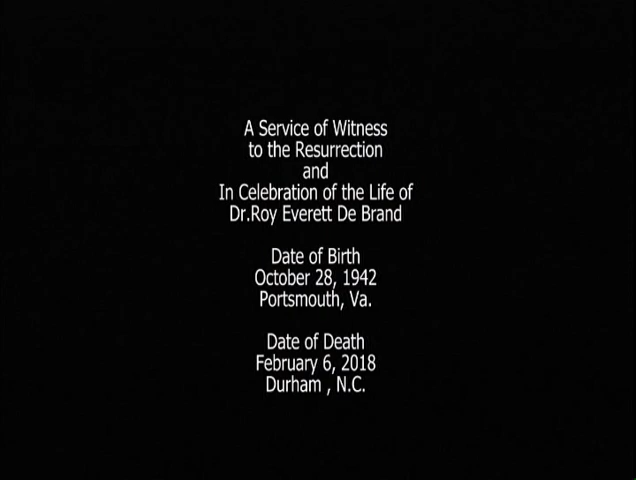 A Service of Witness
to the Resurrection
and
In Celebration of the Life of
Dr.Roy Everett De Brand
Date of Birth
October 28, 1942
Portsmouth, Va.
Date of Death
February 6, 2018
Durham , N.C.